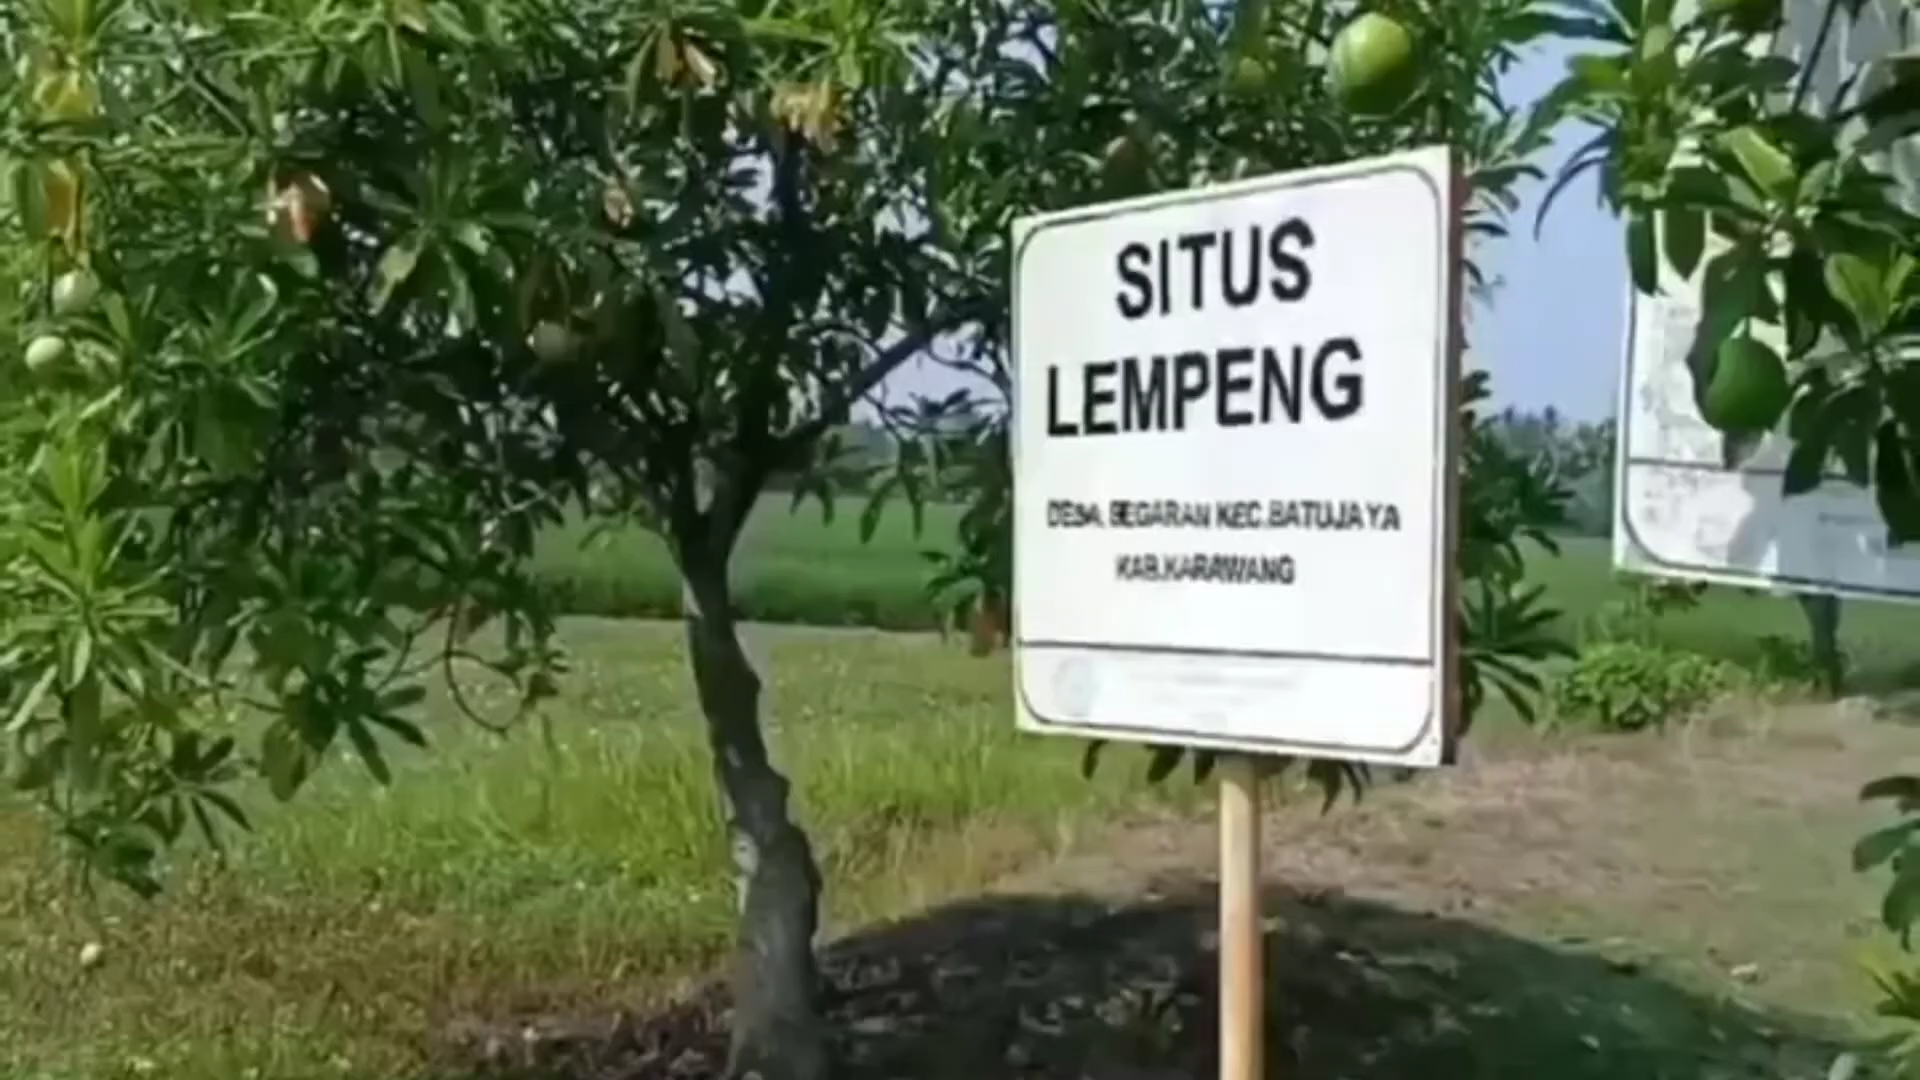 SITUS
LEMPENG
DESA. SEGARAN KEC.BATUJAYA
KAB.KARAWANG